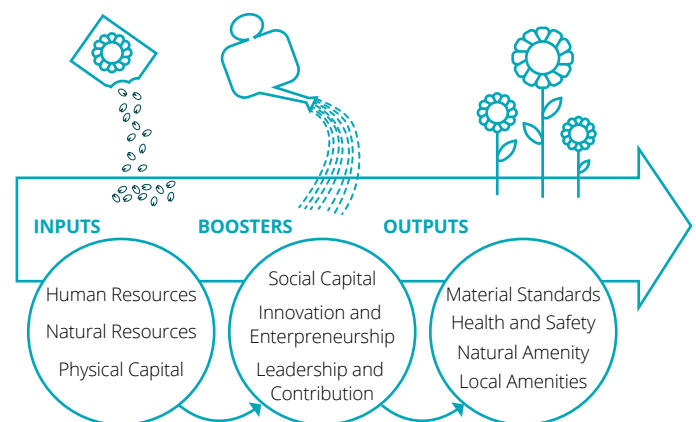 INPUTS
BOOSTERS
OUTPUTS
Human Resources
Natural Resources
Physical Capital
Social Capital
Innovation and
Enterpreneurship
Leadership and
Contribution
Material Standards
Health and Safety
Natural Amenity
Local Amenities